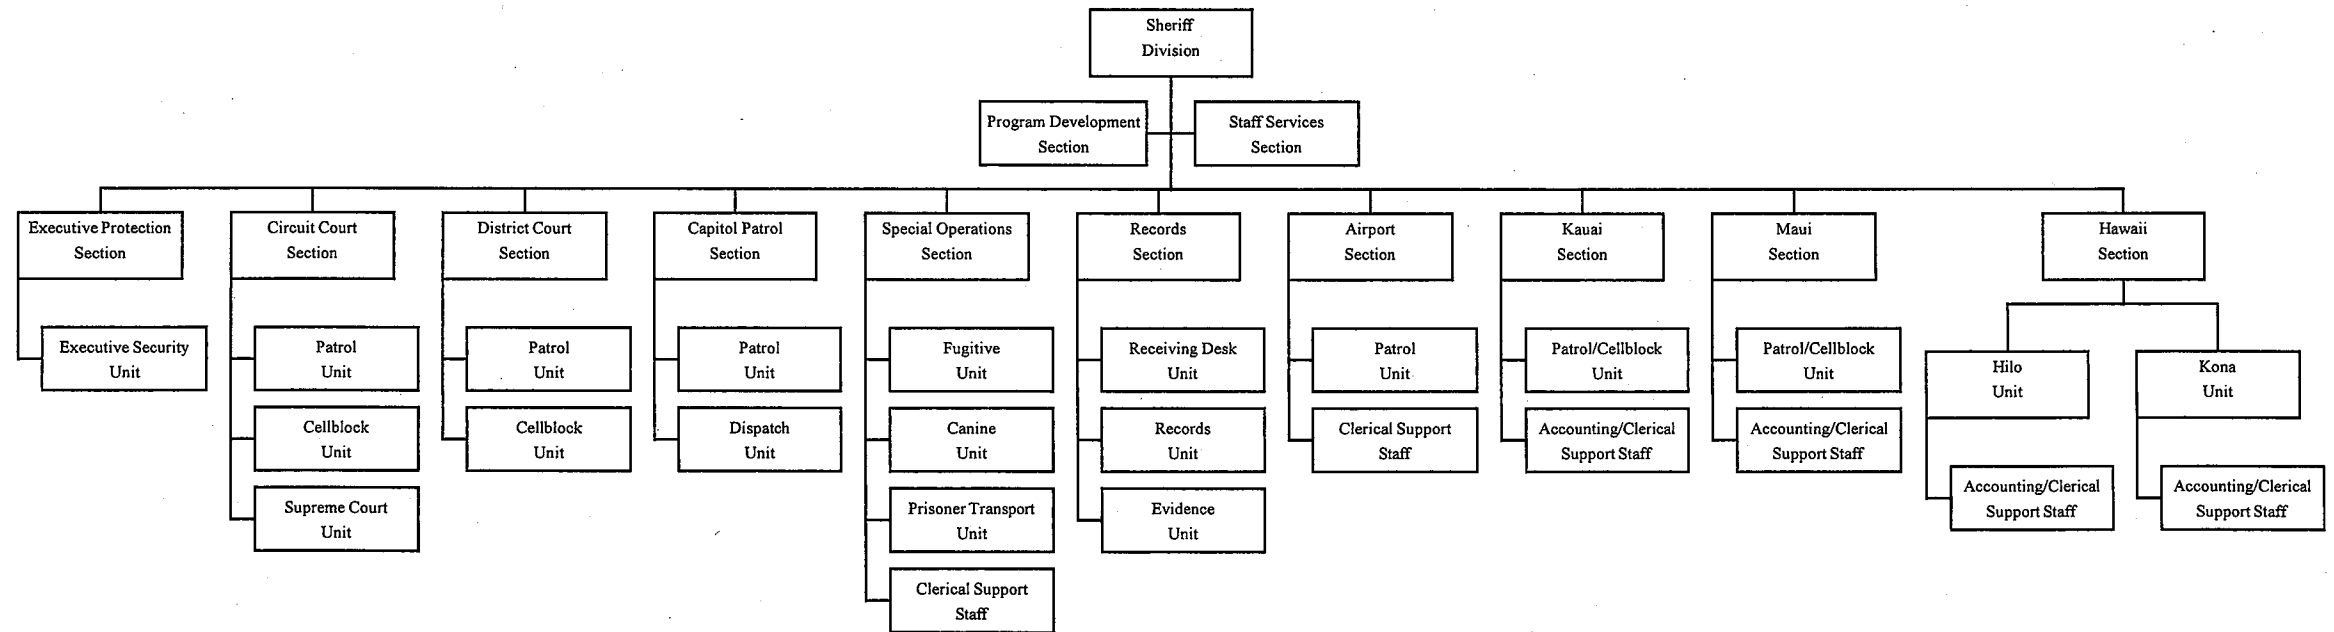 Sheriff
Division
Program Development
Section
Staff Services
Section
Executive Protection
Section
Circuit Court
Section
District Court
Section
Capitol Patrol
Section
Special Operations
Section
Records
Section
Airport
Section
Kauai
Section
Maui
Section
Hawaii
Section
Executive Security
Unit
Patrol
Unit
Cellblock
Unit
Supreme Court
Unit
Patrol
Unit
Cellblock
Unit
Patrol
Unit
Dispatch
Unit
Fugitive
Unit
Canine
Unit
Prisoner Transport
Unit
Clerical Support
Staff
Receiving Desk
Unit
Records
Unit
Evidence
Unit
Patrol
Unit
Clerical Support
Staff
Patrol/Cellblock
Unit
Accounting/Clerical
Support Staff
Patrol/Cellblock
Unit
Accounting/Clerical
Support Staff
Hilo
Unit
Accounting/Clerical
Support Staff
Kona
Unit
Accounting/Clerical
Support Staff